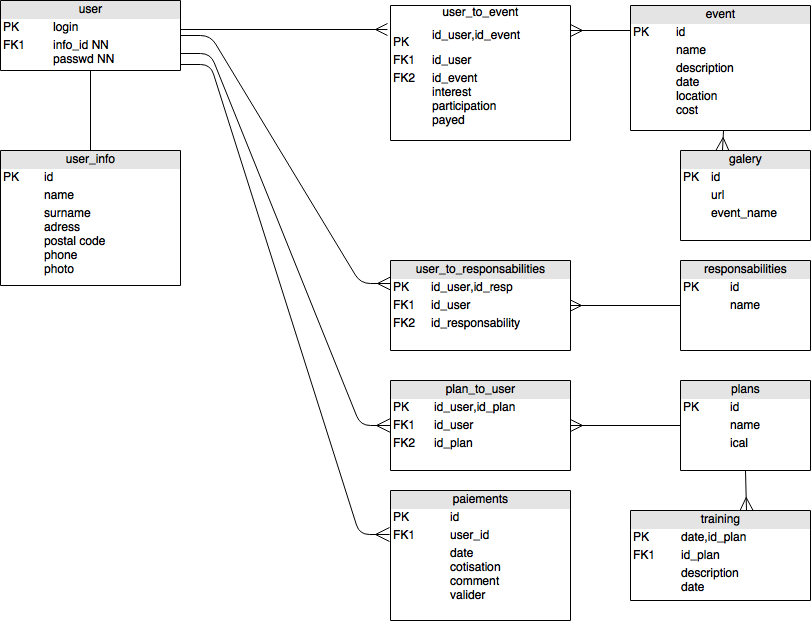 user
PK login
FK1 info_id NN
passwd NN
user_info
PK id
name
surname
adress
postal code
phone
photo
user_to_event
PK id_user,id_event
FK1 id_user
FK2 id_event
interest
participation
payed
event
PK id
name
description
date
location
cost
galery
PK id
url
event_name
user_to_responsabilities
PK id_user,id_resp
FK1 id_user
FK2 id_responsability
responsabilities
PK id
name
plan_to_user
PK id_user,id_plan
FK1 id_user
FK2 id_plan
plans
PK id
name
ical
paiements
PK id
FK1 user_id
date
cotisation
comment
valider
training
PK date,id_plan
FK1 id_plan
description
date